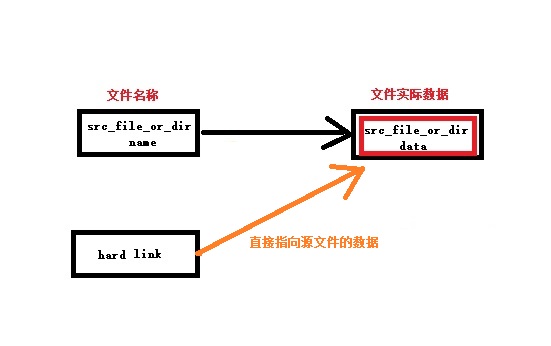 文件名称
文件实际数据
src_file_or_dir
name
src_file_or_dir
data
hard link
直接指向源文件的数据